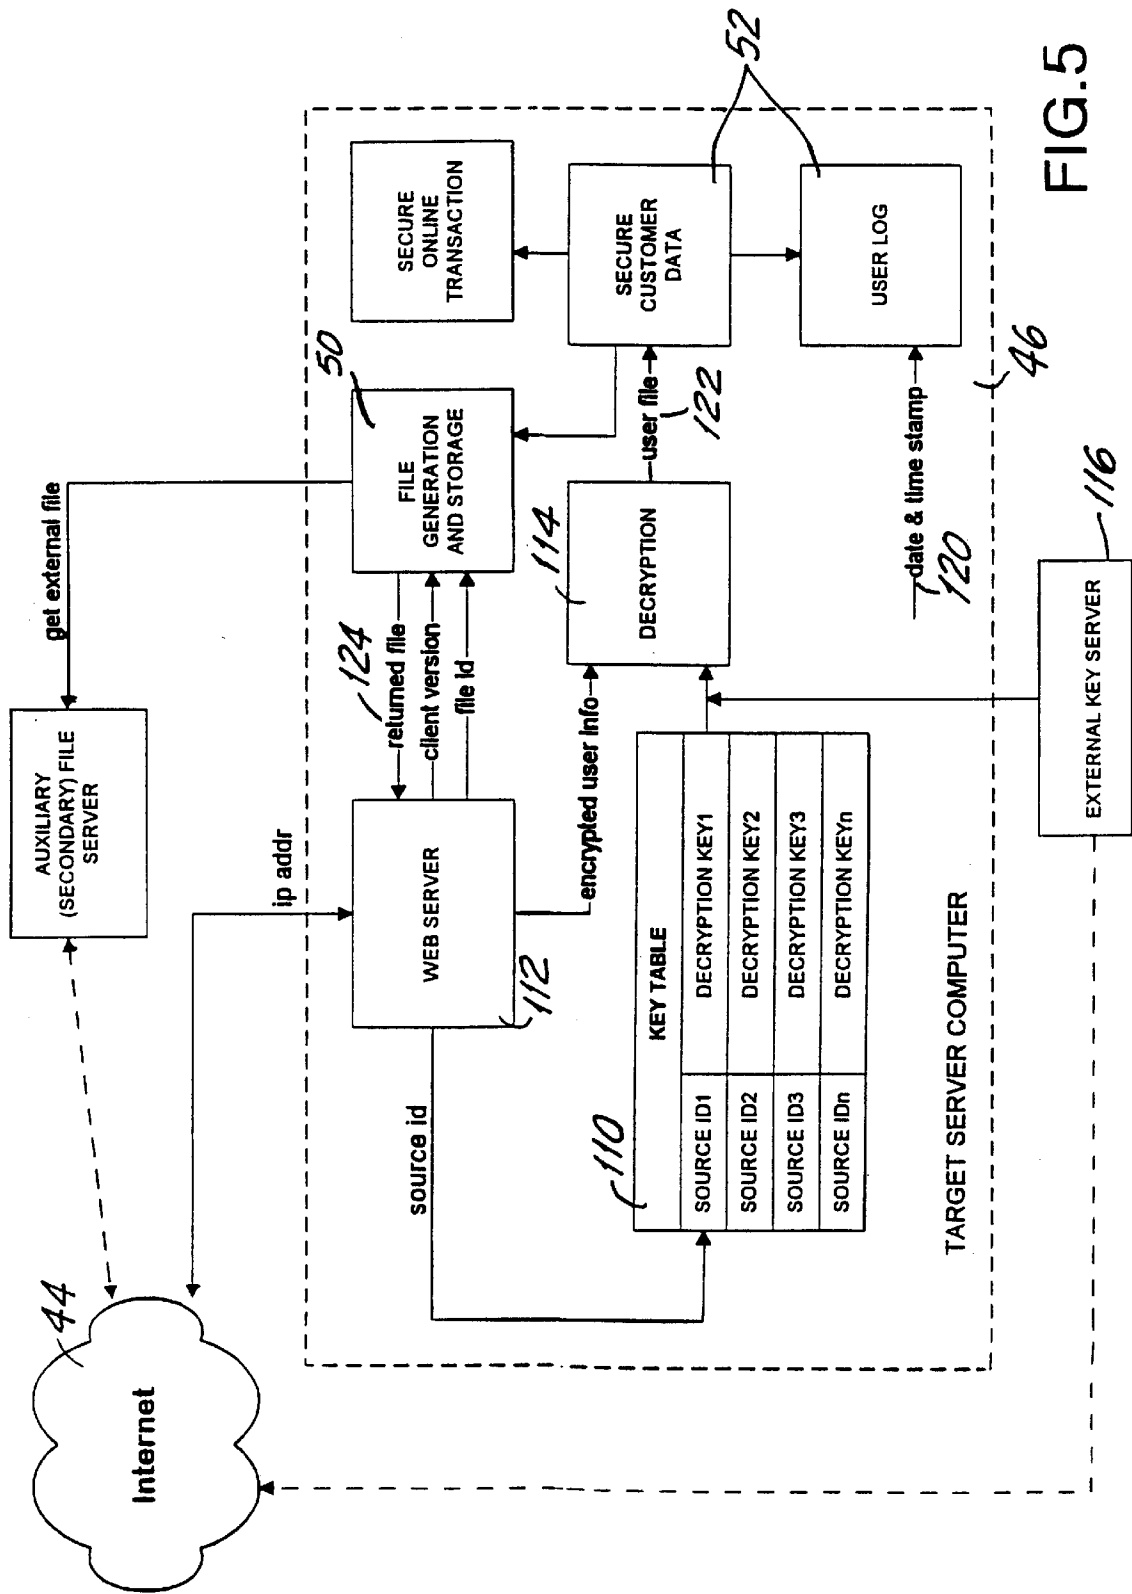 AUXILIARY
(SECONDARY) FILE
SERVER
get external file
Internet
44
ip addr
WEB SERVER
112
124
returned file
client version
file id
50
FILE
GENERATION
AND STORAGE
SECURE
ONLINE
TRANSACTION
source id
encrypted user info
114
DECRYPTION
user file
122
SECURE
CUSTOMER
DATA
52
110
KEY TABLE
SOURCE ID1 DECRYPTION KEY1
SOURCE ID2 DECRYPTION KEY2
SOURCE ID3 DECRYPTION KEY3
SOURCE IDn DECRYPTION KEYn
date & time stamp
120
USER LOG
TARGET SERVER COMPUTER
46
EXTERNAL KEY SERVER
116
FIG.5